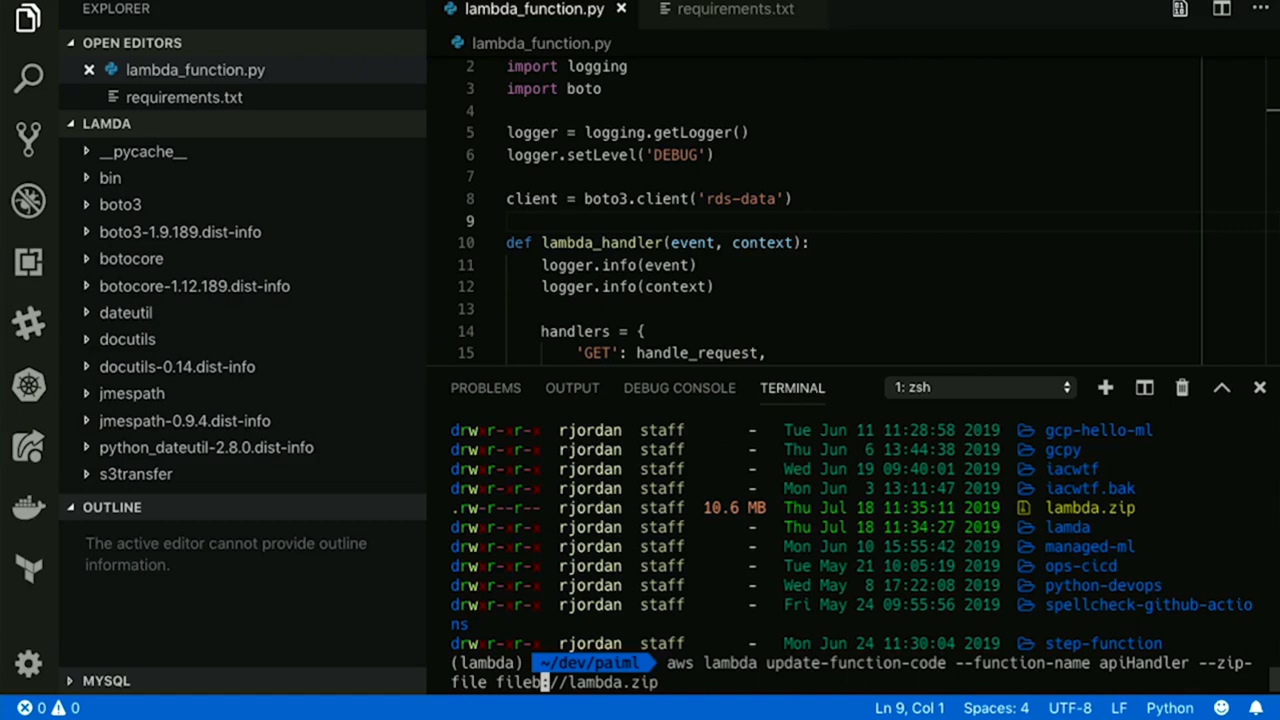 EXPLORER
OPEN EDITORS
lambda_function.py
requirements.txt
LAMDA
__pycache__
bin
boto3
boto3-1.9.189.dist-info
botocore
botocore-1.12.189.dist-info
dateutil
docutils
docutils-0.14.dist-info
jmespath
jmespath-0.9.4.dist-info
python_dateutil-2.8.0.dist-info
s3transfer
OUTLINE
The active editor cannot provide outline
information.
MYSQL
lambda_function.py requirements.txt
lambda_function.py
2 import logging
3 import boto
4
5 logger = logging.getLogger()
6 logger.setLevel('DEBUG')
7
8 client = boto3.client('rds-data')
9
10 def lambda_handler(event, context):
11 logger.info(event)
12 logger.info(context)
13
14 handlers = {
15 'GET': handle_request,
PROBLEMS OUTPUT DEBUG CONSOLE TERMINAL 1: zsh
drwxr-xr-x rjordan staff - Tue Jun 11 11:28:58 2019 gcp-hello-ml
drwxr-xr-x rjordan staff - Thu Jun 6 13:44:38 2019 gcpy
drwxr-xr-x rjordan staff - Wed Jun 19 09:40:01 2019 iacwtf
drwxr-xr-x rjordan staff - Mon Jun 3 13:11:47 2019 iacwtf.bak
.rw-r--r-- rjordan staff 10.6 MB Thu Jul 18 11:35:11 2019 lambda.zip
drwxr-xr-x rjordan staff - Thu Jul 18 11:34:27 2019 lamda
drwxr-xr-x rjordan staff - Mon Jun 10 15:55:42 2019 managed-ml
drwxr-xr-x rjordan staff - Tue May 21 10:05:19 2019 ops-cicd
drwxr-xr-x rjordan staff - Wed May 8 17:22:08 2019 python-devops
drwxr-xr-x rjordan staff - Fri May 24 09:55:56 2019 spellcheck-github-actio
ns
drwxr-xr-x rjordan staff - Mon Jun 24 11:30:04 2019 step-function
(lambda) ~/dev/paiml aws lambda update-function-code --function-name apiHandler --zip-
file fileb://lambda.zip
0 0 Ln 9, Col 1 Spaces: 4 UTF-8 LF Python